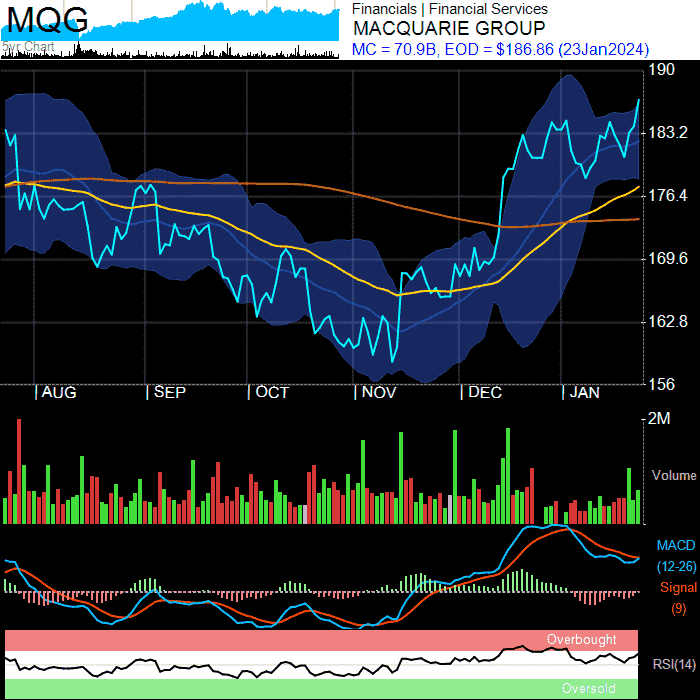 MQG
5yr Chart
Financials | Financial Services
MACQUARIE GROUP
MC = 70.9B, EOD = $186.86 (23Jan2024)
190
183.2
176.4
169.6
162.8
156
| AUG | SEP | OCT | NOV | DEC | JAN
2M
Volume
MACD
(12-26)
Signal
(9)
Overbought
RSI(14)
Oversold